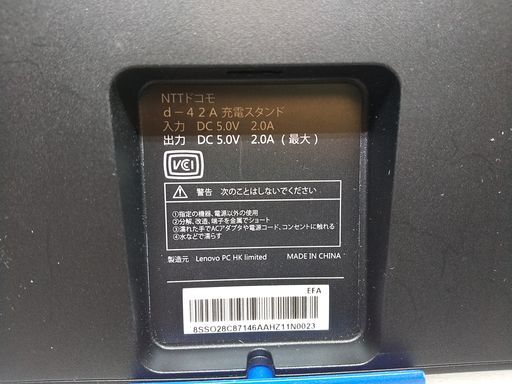 NTTドコモ
d-42A 充電スタンド
入力 DC 5.0V 2.0A
出力 DC 5.0V 2.0A (最大)
VCI
警告 次のことはしないでください
①指定の機器、電源以外の使用
②分解、改造、端子を金属でショート
③濡れた手でACアダプタや電源コード、コンセントに触れる
④水などで濡らす
製造元 Lenovo PC HK limited MADE IN CHINA
EFA
8SSO28C87146AAHZ11N0023